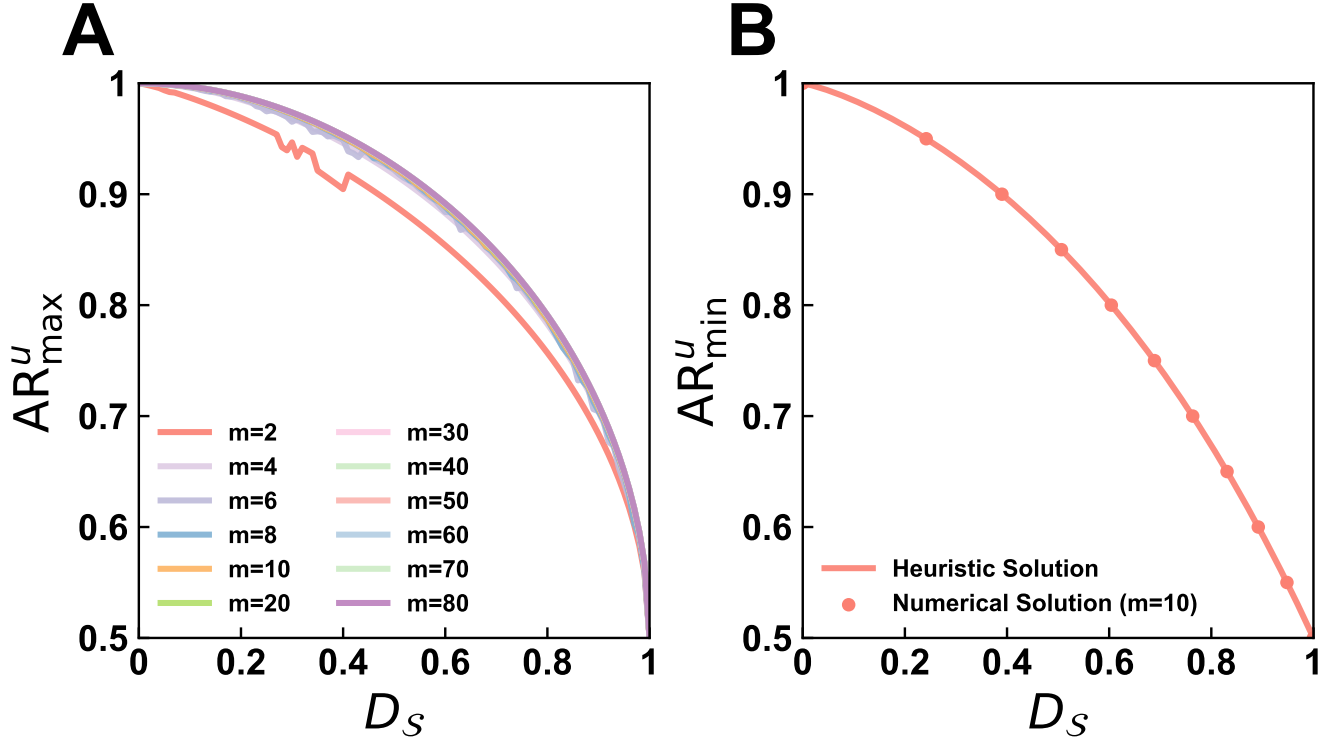 A
AR^u_max
1
0.9
0.8
0.7
0.6
0.5
m=2
m=4
m=6
m=8
m=10
m=20
m=30
m=40
m=50
m=60
m=70
m=80
0 0.2 0.4 0.6 0.8 1
D_𝒮
B
AR^u_min
1
0.9
0.8
0.7
0.6
0.5
Heuristic Solution
Numerical Solution (m=10)
0 0.2 0.4 0.6 0.8 1
D_𝒮